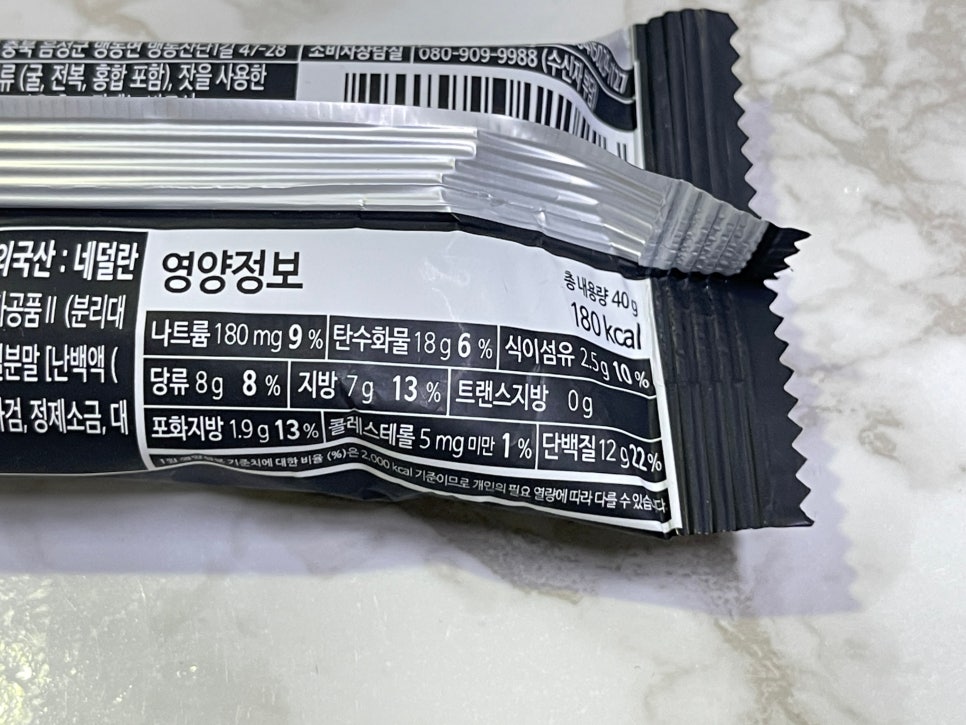 충북 음성군 맹동면 맹동산단1길 47-28 소비자상담실 080-909-9988 (수신자
류 (굴, 전복, 홍합 포함), 잣을 사용한
외국산 : 네덜란
가공품Ⅱ (분리대
분말 [난백액 (
검, 정제소금, 대
영양정보
총 내용량 40 g
180 kcal
나트륨 180 mg 9 % 탄수화물 18 g 6 % 식이섬유 2.5 g 10 %
당류 8 g 8 % 지방 7 g 13 % 트랜스지방 0 g
포화지방 1.9 g 13 % 콜레스테롤 5 mg 미만 1 % 단백질 12 g 22 %
1일 영양성분 기준치에 대한 비율 (%)은 2,000 kcal 기준이므로 개인의 필요 열량에 따라 다를 수 있습니다